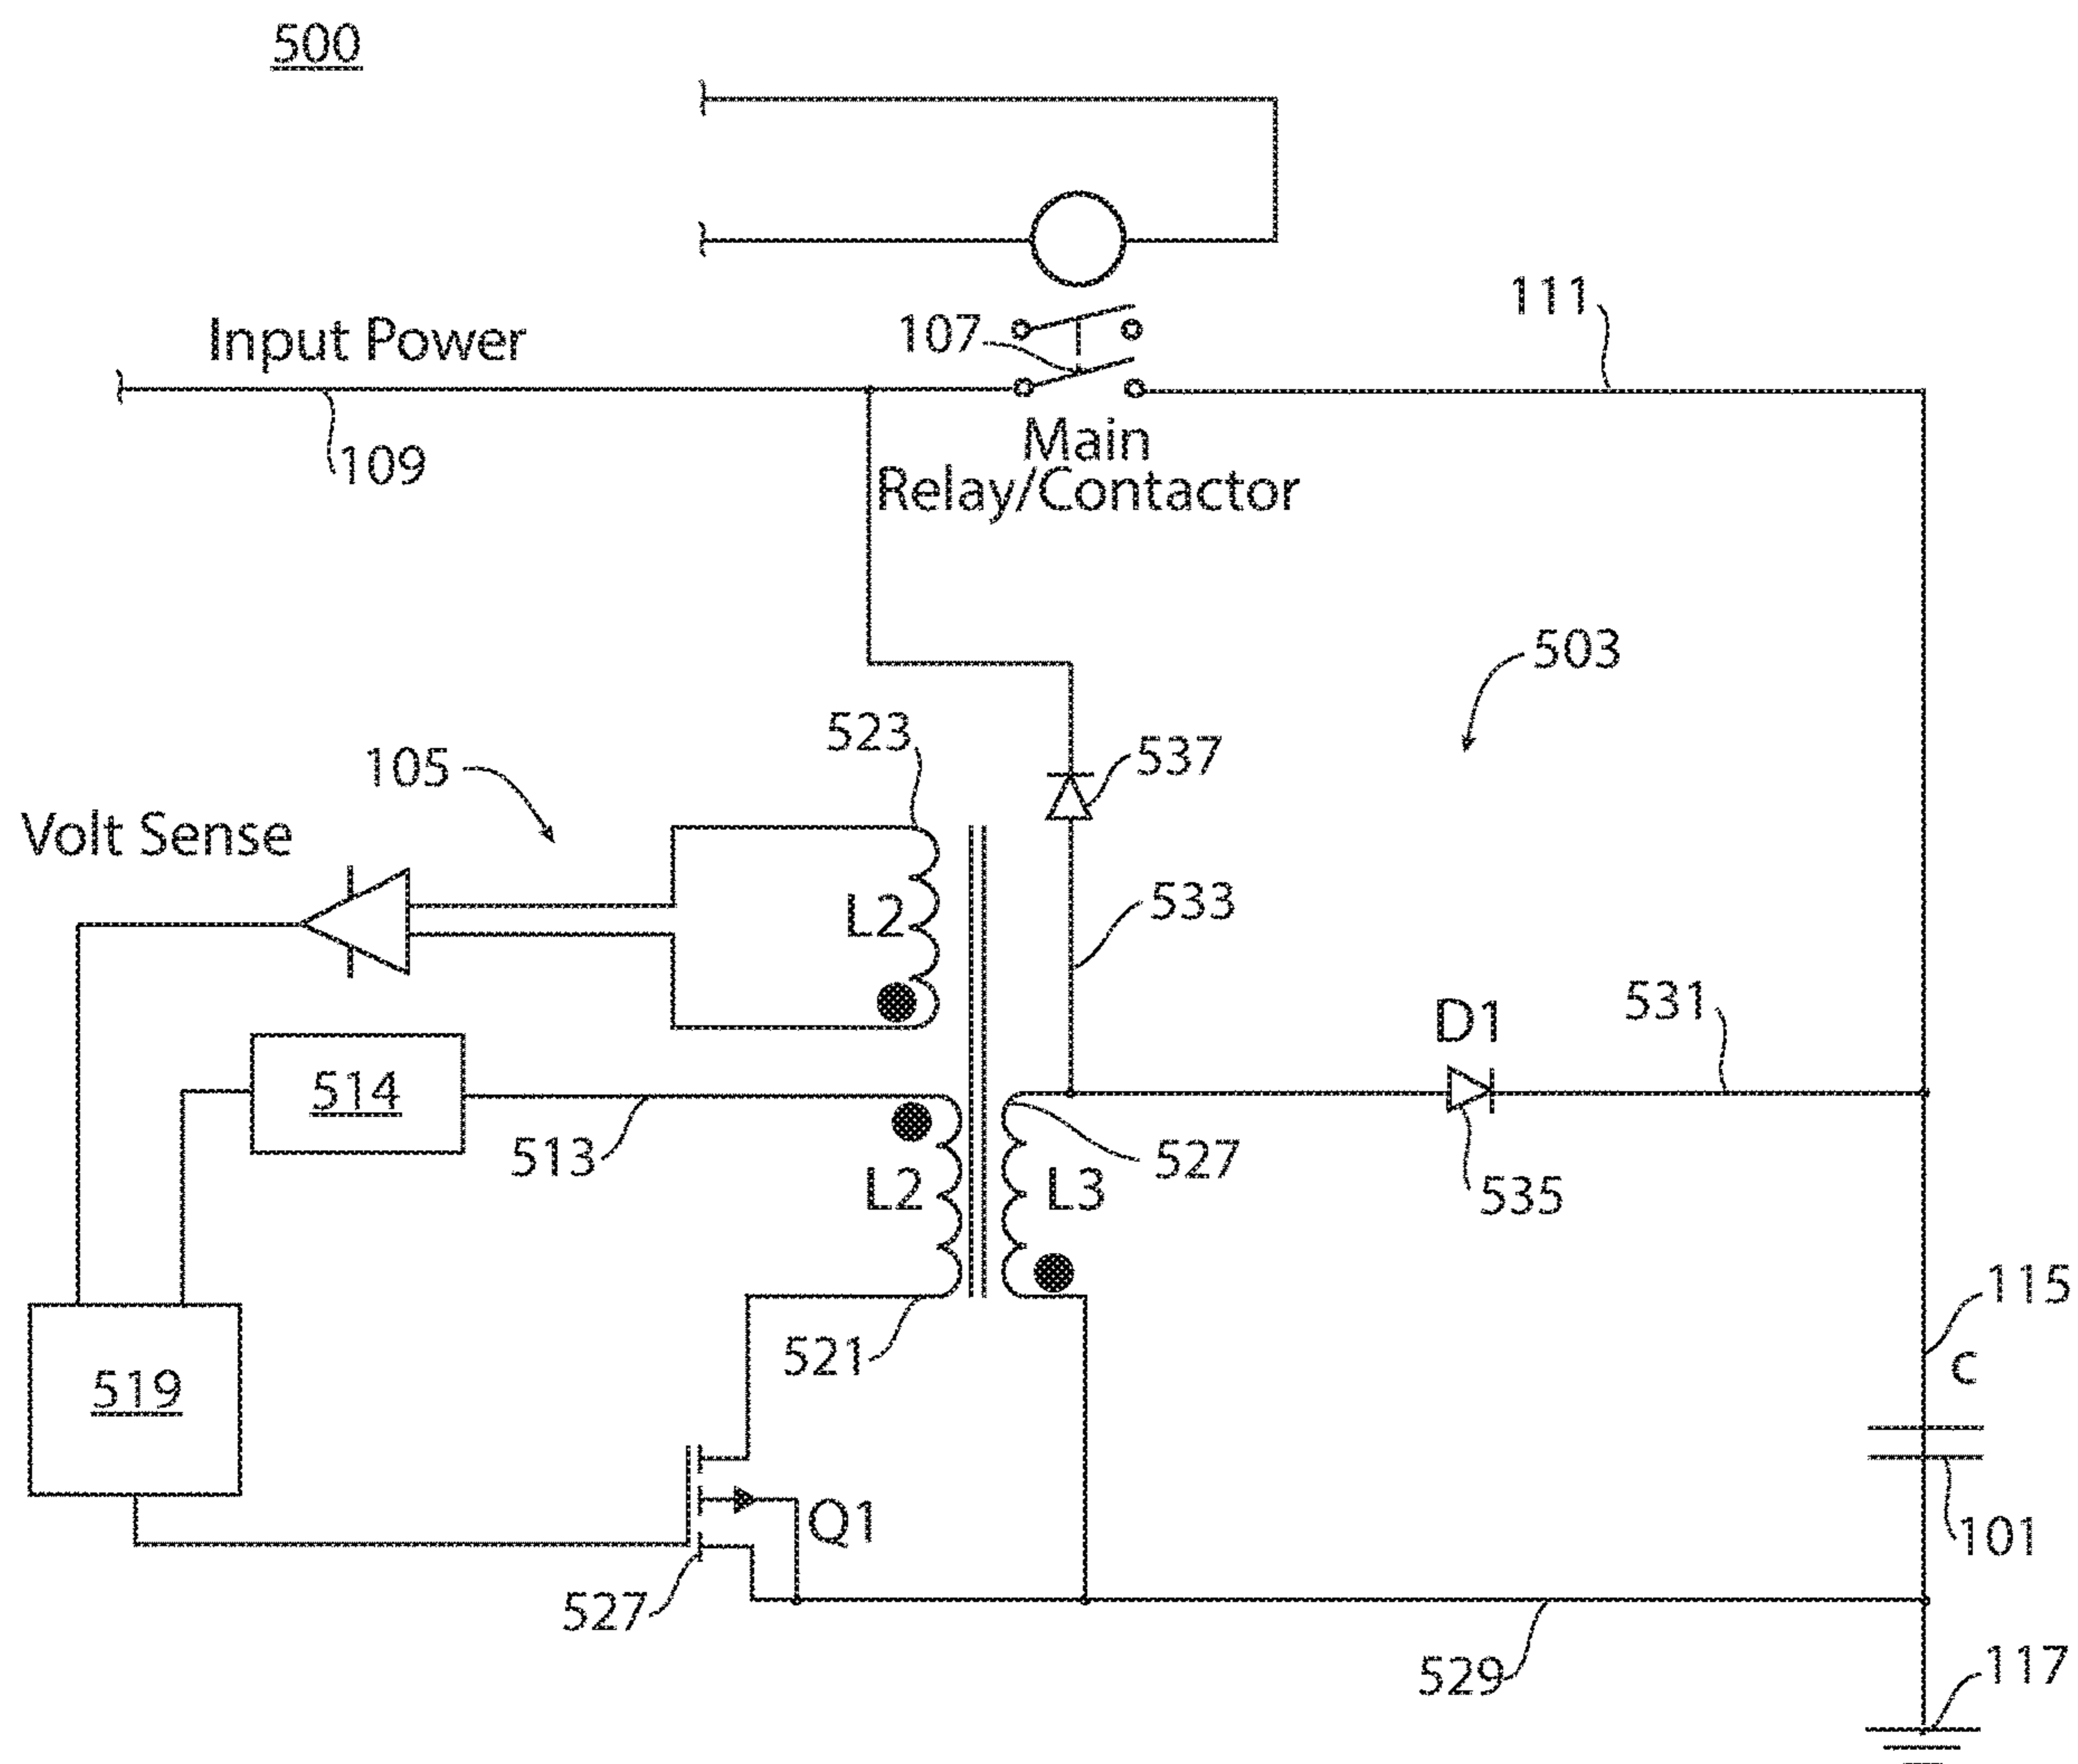 500
111
107
Input Power
109
Main
Relay/Contactor
503
523
537
105
Volt Sense
533
L2
D1
531
514
513
527
L2
L3
535
115
C
521
519
Q1
101
527
529
117